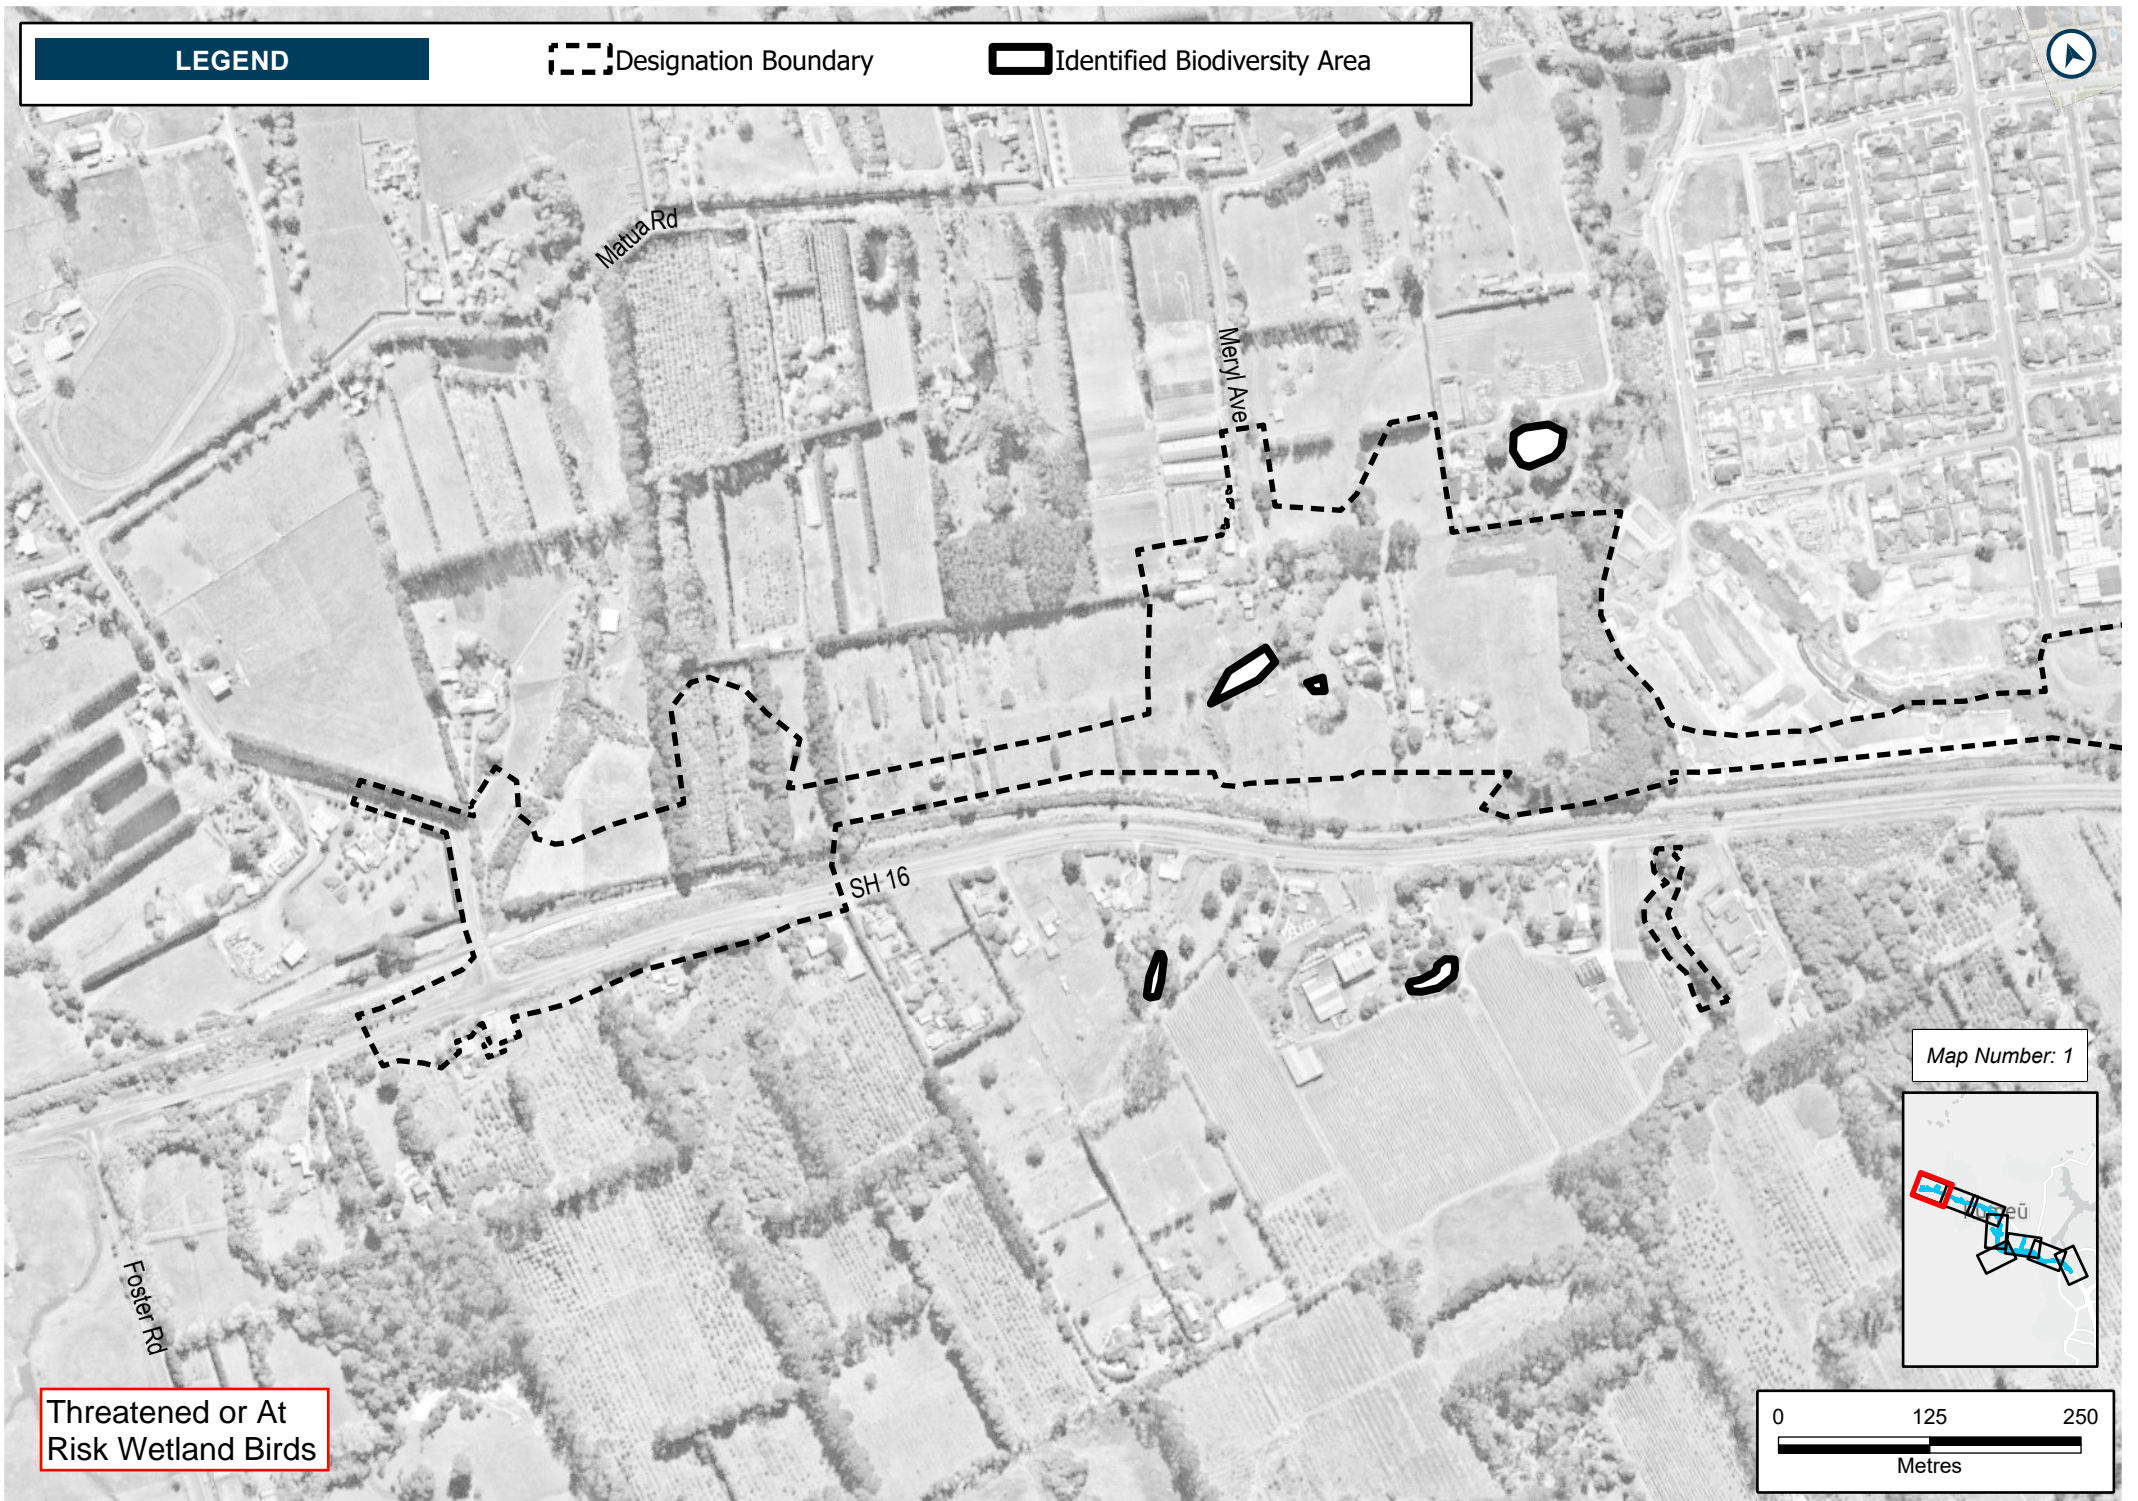 LEGEND
Designation Boundary
Identified Biodiversity Area
Matua Rd
Meryl Ave
SH 16
Foster Rd
Map Number: 1
Threatened or At
Risk Wetland Birds
0 125 250
Metres